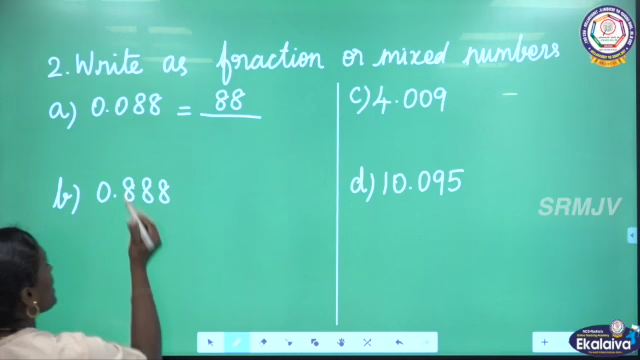 2. Write as fraction or mixed numbers
a) 0.088 = 88
b) 0.888
c) 4.009 –
d) 10.095
SRMJV
Ekalaiva